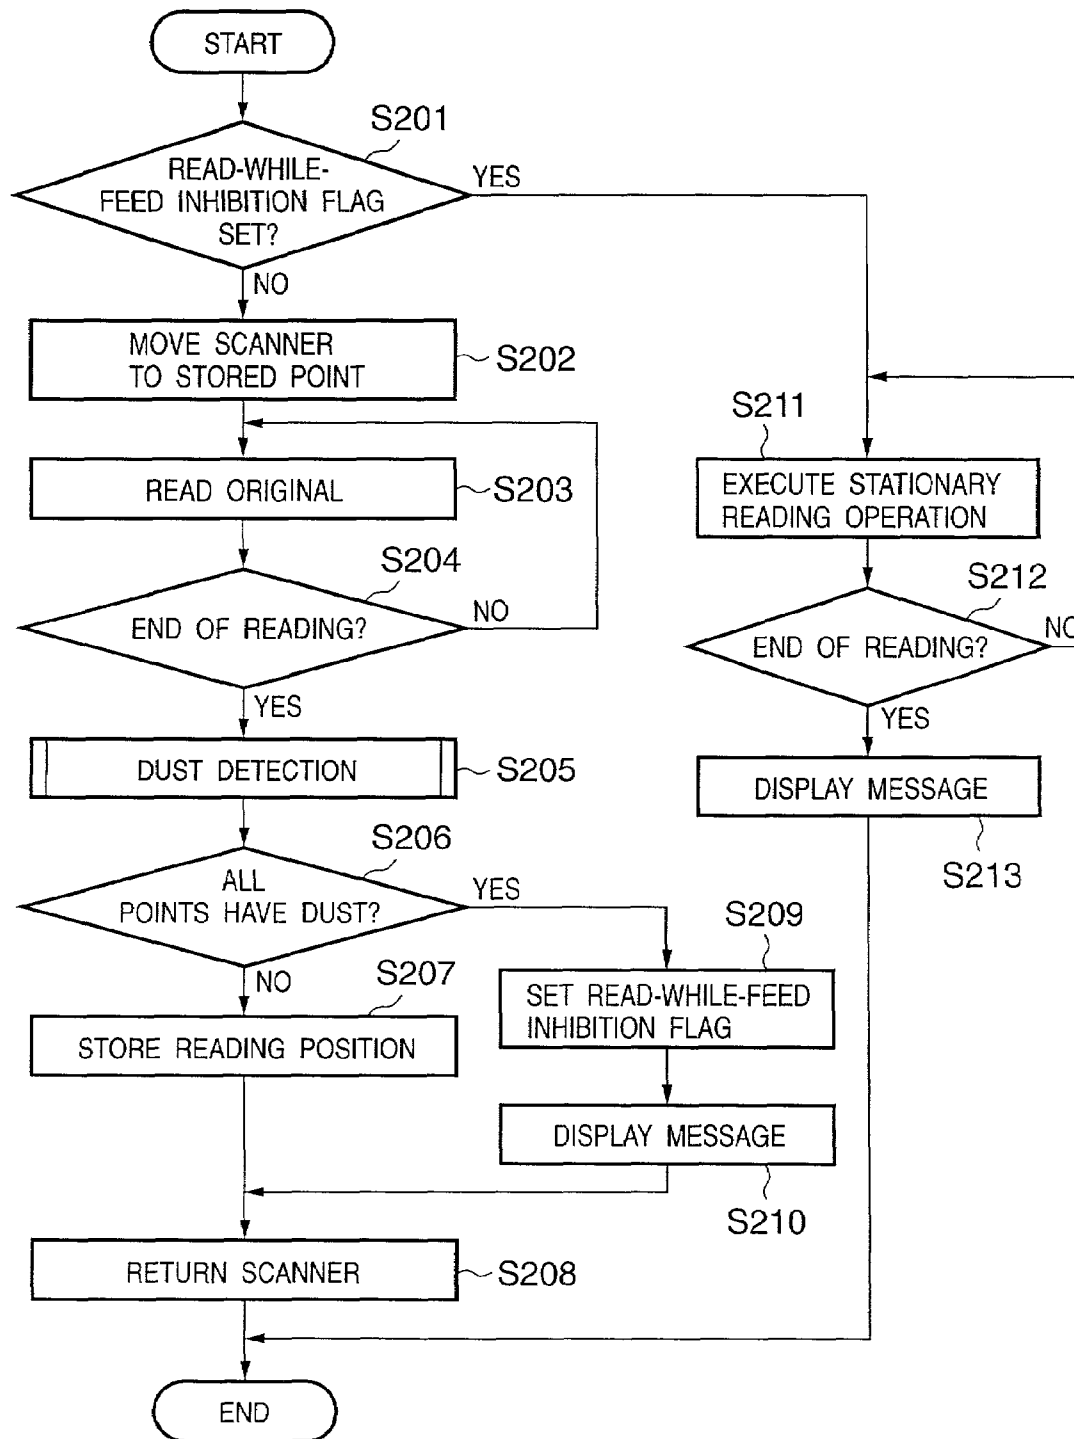 START
S201
READ-WHILE-
FEED INHIBITION FLAG
SET?
YES
NO
MOVE SCANNER
TO STORED POINT
S202
READ ORIGINAL
S203
S204
END OF READING?
NO
YES
DUST DETECTION
S205
S206
ALL
POINTS HAVE DUST?
YES
NO
S207
STORE READING POSITION
S209
SET READ-WHILE-FEED
INHIBITION FLAG
DISPLAY MESSAGE
S210
RETURN SCANNER
S208
END
S211
EXECUTE STATIONARY
READING OPERATION
S212
END OF READING?
NO
YES
DISPLAY MESSAGE
S213